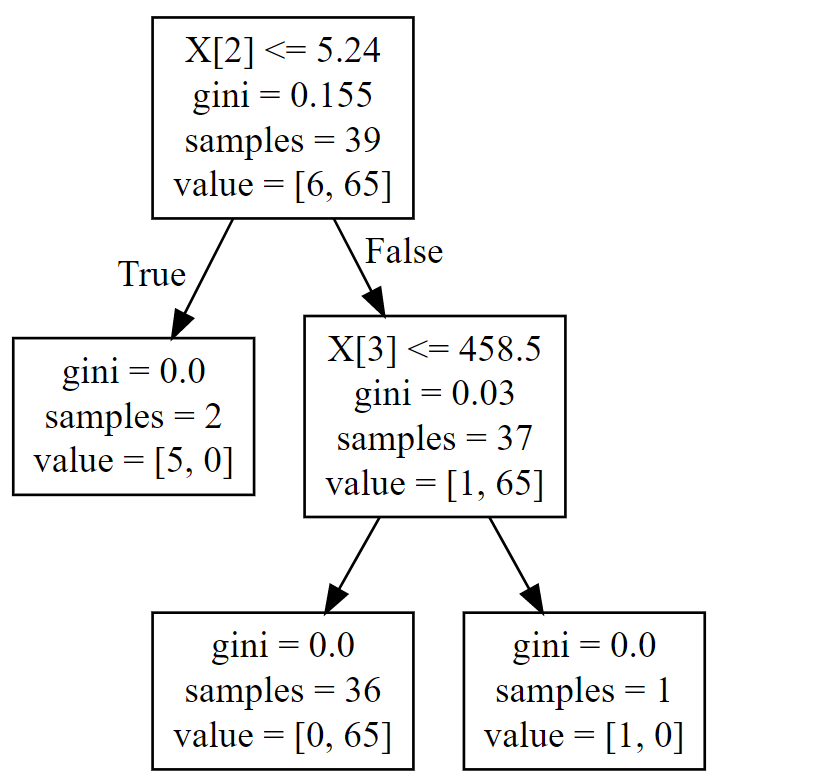 X[2] <= 5.24
gini = 0.155
samples = 39
value = [6, 65]
True
False
gini = 0.0
samples = 2
value = [5, 0]
X[3] <= 458.5
gini = 0.03
samples = 37
value = [1, 65]
gini = 0.0
samples = 36
value = [0, 65]
gini = 0.0
samples = 1
value = [1, 0]